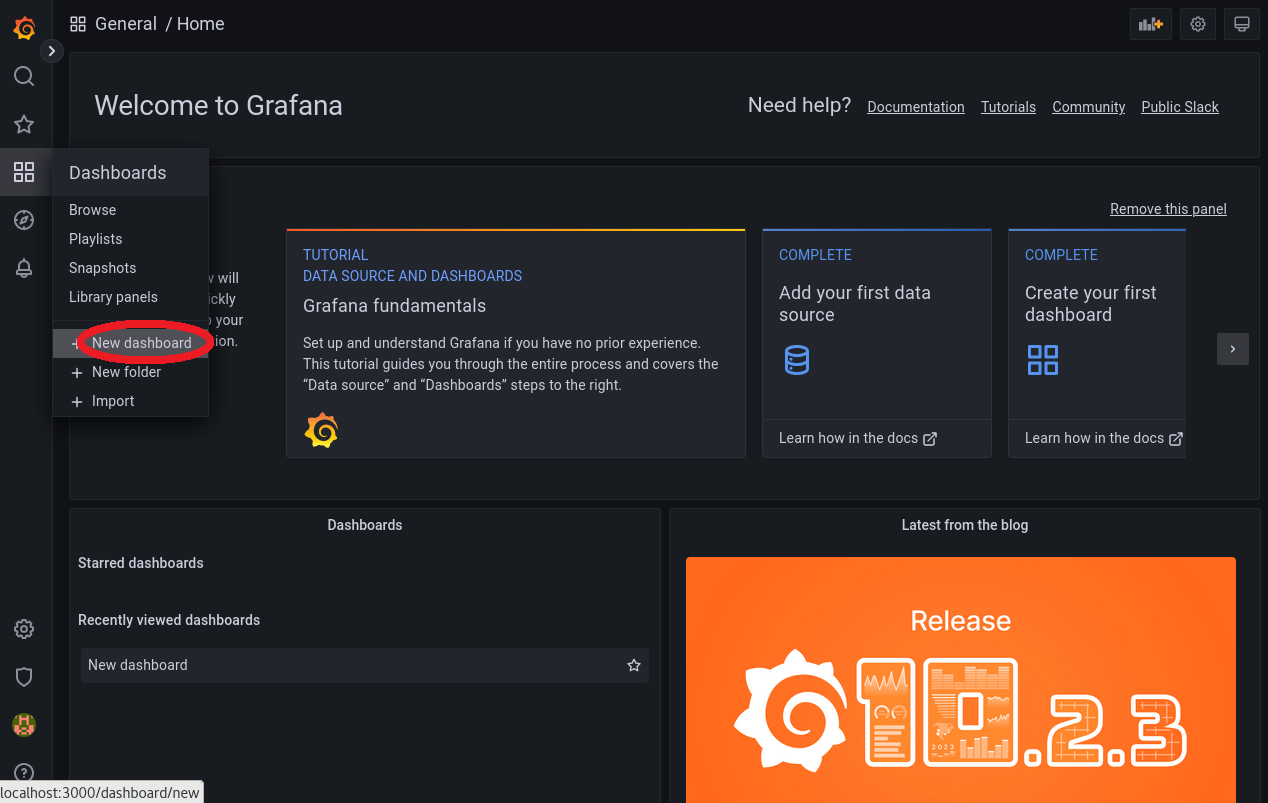 General / Home
Welcome to Grafana
Need help? Documentation Tutorials Community Public Slack
Dashboards
Browse
Playlists
Snapshots
Library panels
New dashboard
New folder
Import
Remove this panel
will
your
TUTORIAL
DATA SOURCE AND DASHBOARDS
Grafana fundamentals
Set up and understand Grafana if you have no prior experience.
This tutorial guides you through the entire process and covers the
“Data source” and “Dashboards” steps to the right.
COMPLETE
Add your first data
source
Learn how in the docs
COMPLETE
Create your first
dashboard
Learn how in the docs
Dashboards
Starred dashboards
Recently viewed dashboards
New dashboard
Latest from the blog
Release
10.2.3
2023
localhost:3000/dashboard/new